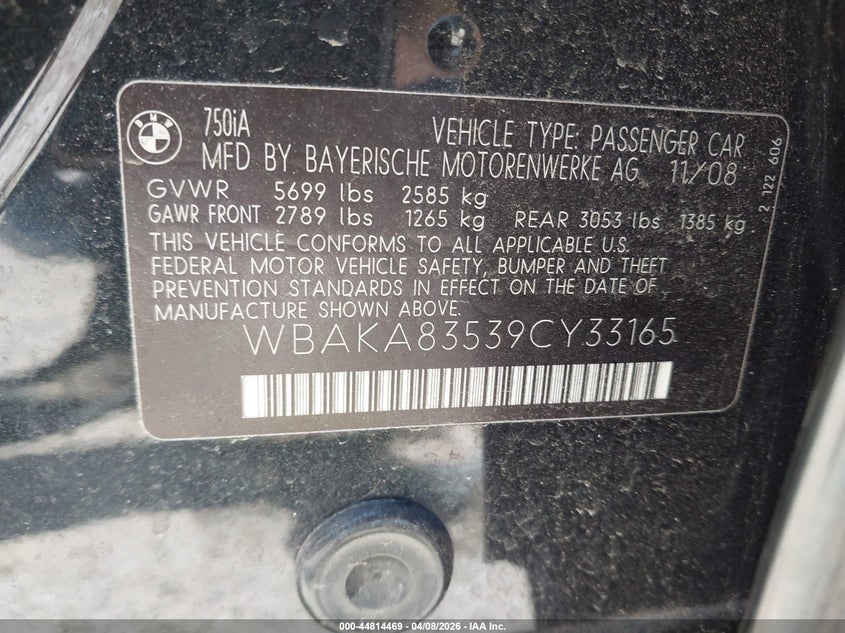 BMW
750iA
VEHICLE TYPE: PASSENGER CAR
MFD BY BAYERISCHE MOTORENWERKE AG 11/08
GVWR 5699 lbs 2585 kg
GAWR FRONT 2789 lbs 1265 kg REAR 3053 lbs 1385 kg
THIS VEHICLE CONFORMS TO ALL APPLICABLE U.S.
FEDERAL MOTOR VEHICLE SAFETY, BUMPER AND THEFT
PREVENTION STANDARDS IN EFFECT ON THE DATE OF
MANUFACTURE SHOWN ABOVE.
WBAKA83539CY33165
2 122 606
000-44814469 - 04/08/2026 - IAA Inc.